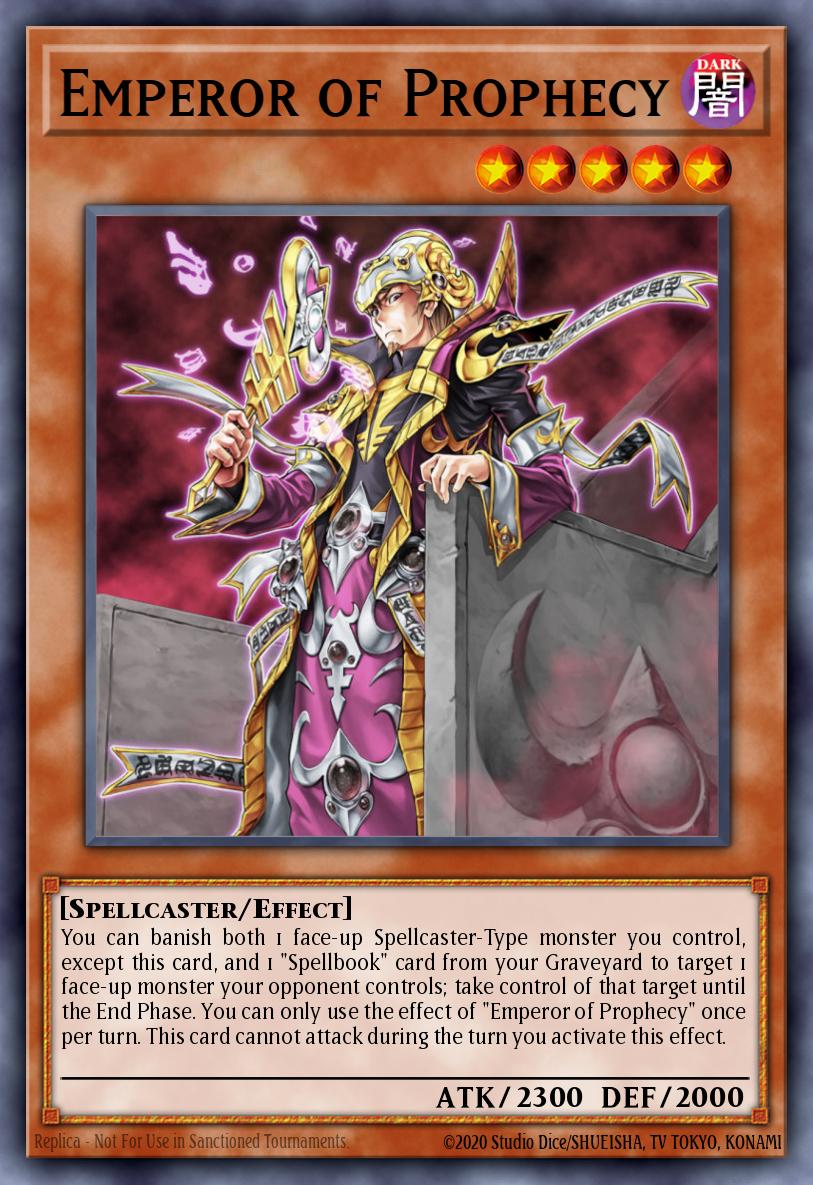 Emperor of Prophecy
DARK
闇
[Spellcaster/Effect]
You can banish both 1 face-up Spellcaster-Type monster you control,
except this card, and 1 "Spellbook" card from your Graveyard to target 1
face-up monster your opponent controls; take control of that target until
the End Phase. You can only use the effect of "Emperor of Prophecy" once
per turn. This card cannot attack during the turn you activate this effect.
ATK/2300 DEF/2000
Replica - Not For Use in Sanctioned Tournaments.
©2020 Studio Dice/SHUEISHA, TV TOKYO, KONAMI